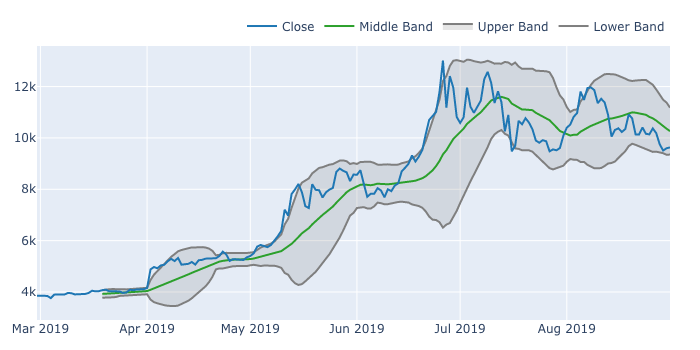 Close Middle Band Upper Band Lower Band
12k
10k
8k
6k
4k
Mar 2019 Apr 2019 May 2019 Jun 2019 Jul 2019 Aug 2019